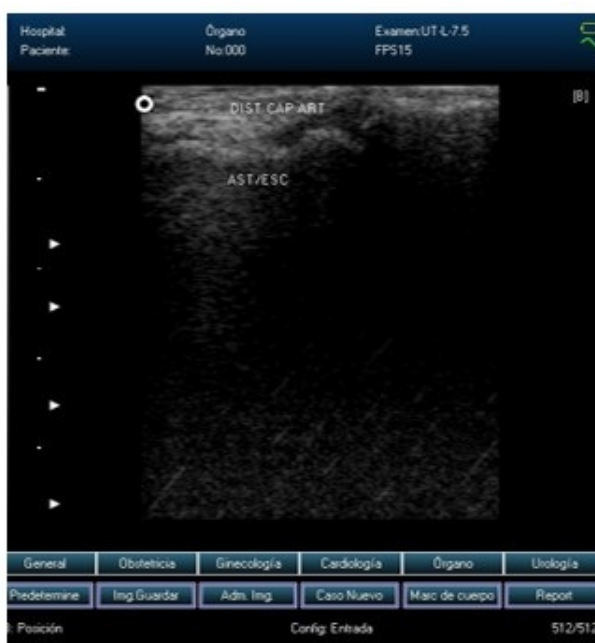 Hospital: Órgano Examen:UT-L-7.5
Paciente: No:000 FPS15
[B]
DIST CAP ART
AST/ESC
General Obstetricia Ginecología Cardiología Órgano Urología
Predetermine Img.Guardar Adm. Img. Caso Nuevo Marc de cuerpo Report
: Posición Config: Entrada 512/512